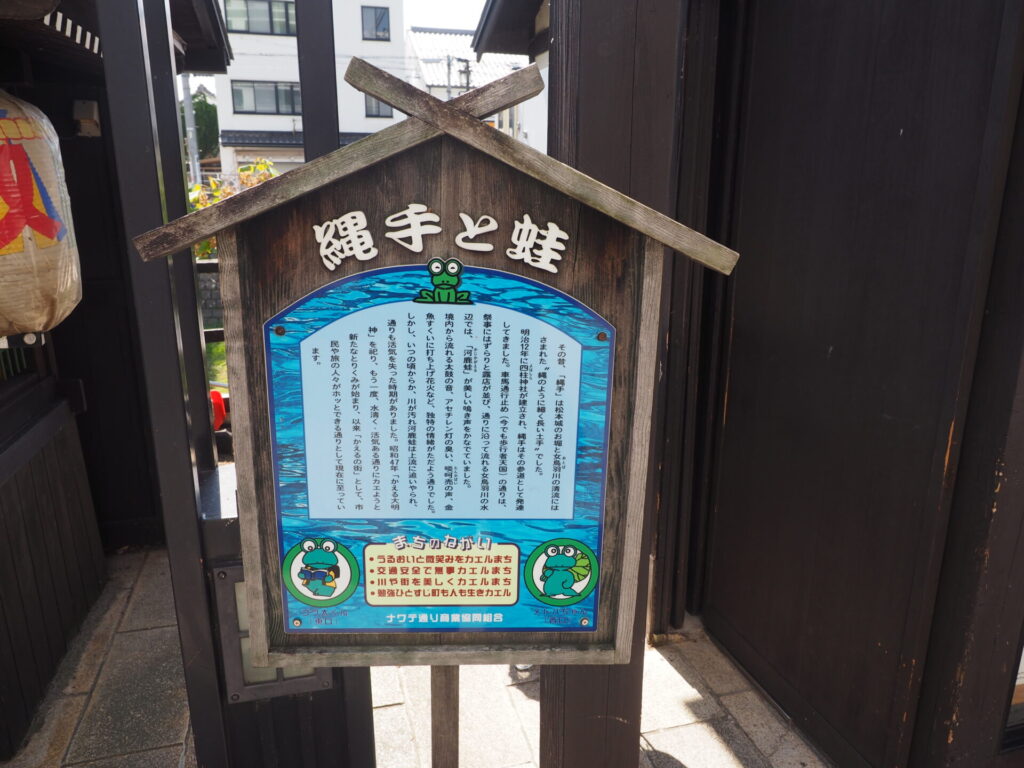 縄手と蛙
その昔、「縄手」は松本城のお堀と女鳥羽川の清流には
さまれた〝縄のように細く長い土手〟でした。
明治12年に四柱神社が建立され、縄手はその参道として発達
してきました。車馬通行止め(今でも歩行者天国)の通りは、
祭事にはずらりと露店が並び、通りに沿って流れる女鳥羽川の水
辺では、「河鹿蛙」が美しい鳴き声をかなでていました。
境内から流れる太鼓の音、アセチレン灯の臭い、啖呵売の声、金
魚すくいに打ち上げ花火など、独特の情緒がただよう通りでした。
しかし、いつの頃からか、川が汚れ河鹿蛙は上流に追いやられ、
通りも活気を失った時期がありました。昭和47年「かえる大明
神」を祀り、もう一度、水清く・活気ある通りにカエようと
新たなとりくみが始まり、以来「かえるの街」として、市
民や旅の人々がホッとできる通りとして現在に至ってい
ます。
まちのねがい
・うるおいと微笑みをカエルまち
・交通安全で無事カエルまち
・川や街を美しくカエルまち
・勉強ひとすじ町も人も生きカエル
(東口)
ナワテ通り商業協同組合